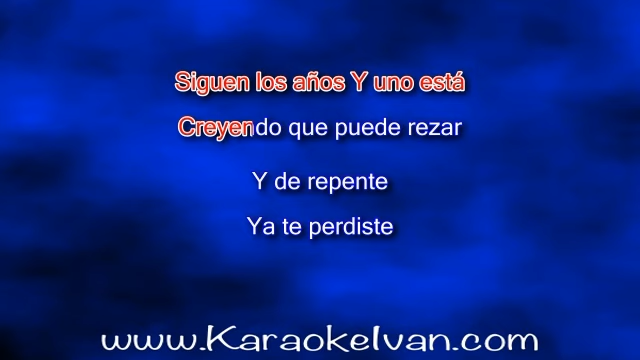 Siguen los años Y uno está
Creyendo que puede rezar
Y de repente
Ya te perdiste
www.KaraokeIvan.com